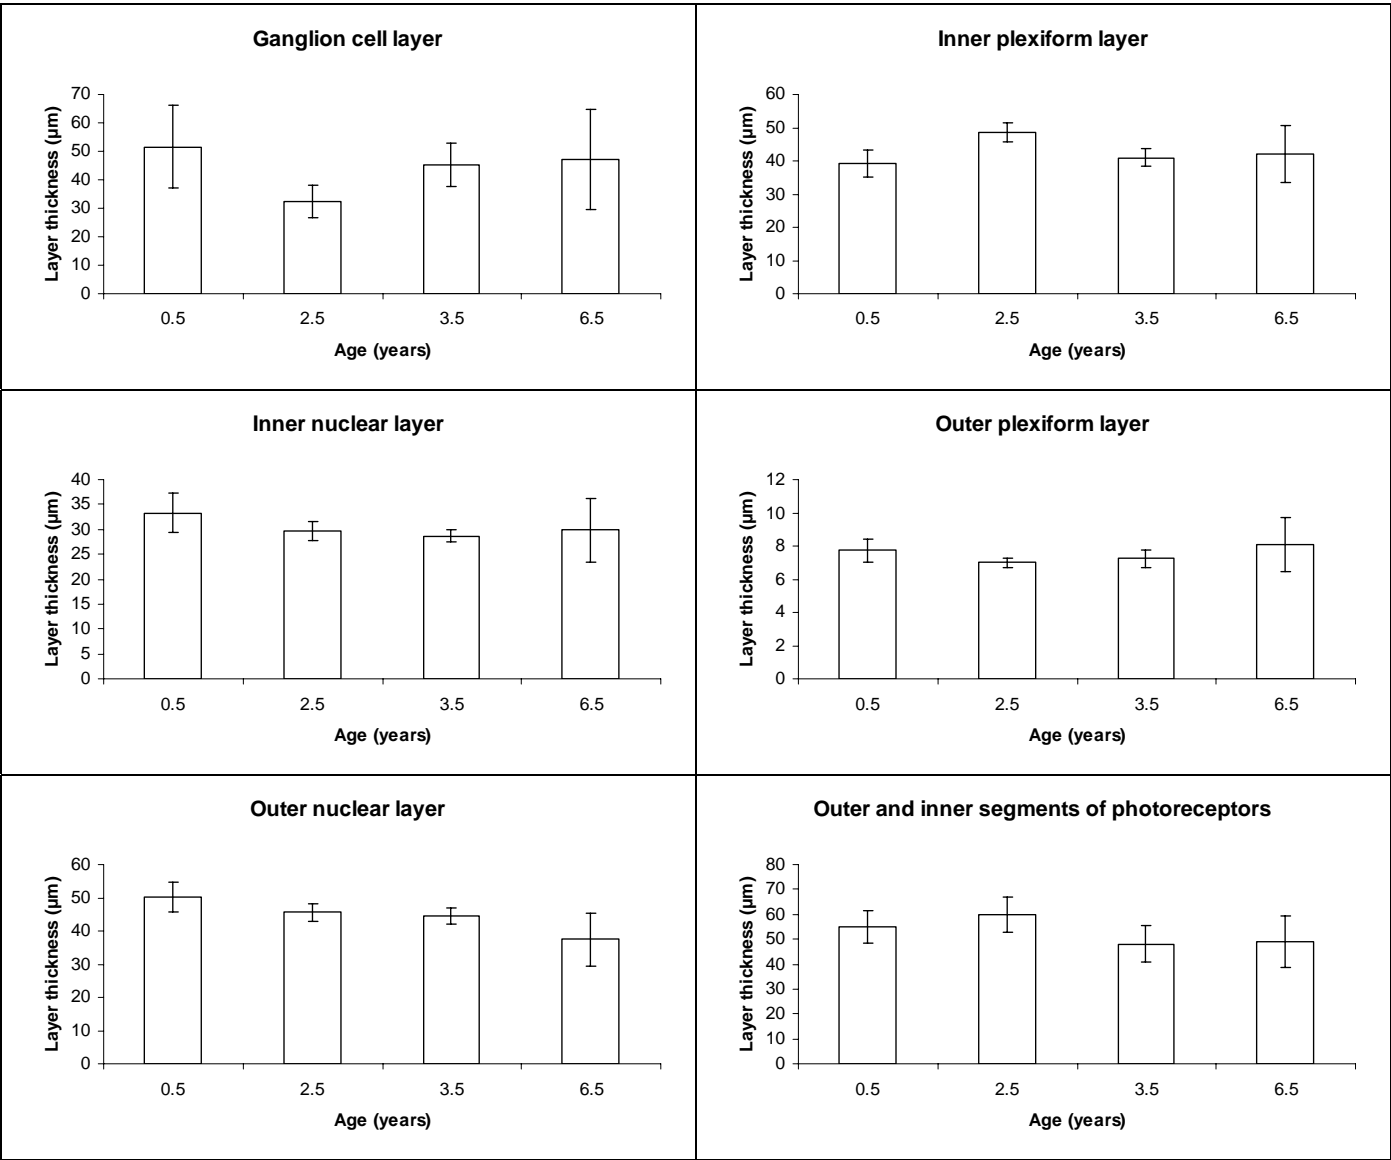 Ganglion cell layer
Layer thickness (µm)
70
60
50
40
30
20
10
0
0.5 2.5 3.5 6.5
Age (years)
Inner plexiform layer
Layer thickness (µm)
60
50
40
30
20
10
0
0.5 2.5 3.5 6.5
Age (years)
Inner nuclear layer
Layer thickness (µm)
40
35
30
25
20
15
10
5
0
0.5 2.5 3.5 6.5
Age (years)
Outer plexiform layer
Layer thickness (µm)
12
10
8
6
4
2
0
0.5 2.5 3.5 6.5
Age (years)
Outer nuclear layer
Layer thickness (µm)
60
50
40
30
20
10
0
0.5 2.5 3.5 6.5
Age (years)
Outer and inner segments of photoreceptors
Layer thickness (µm)
80
70
60
50
40
30
20
10
0
0.5 2.5 3.5 6.5
Age (years)